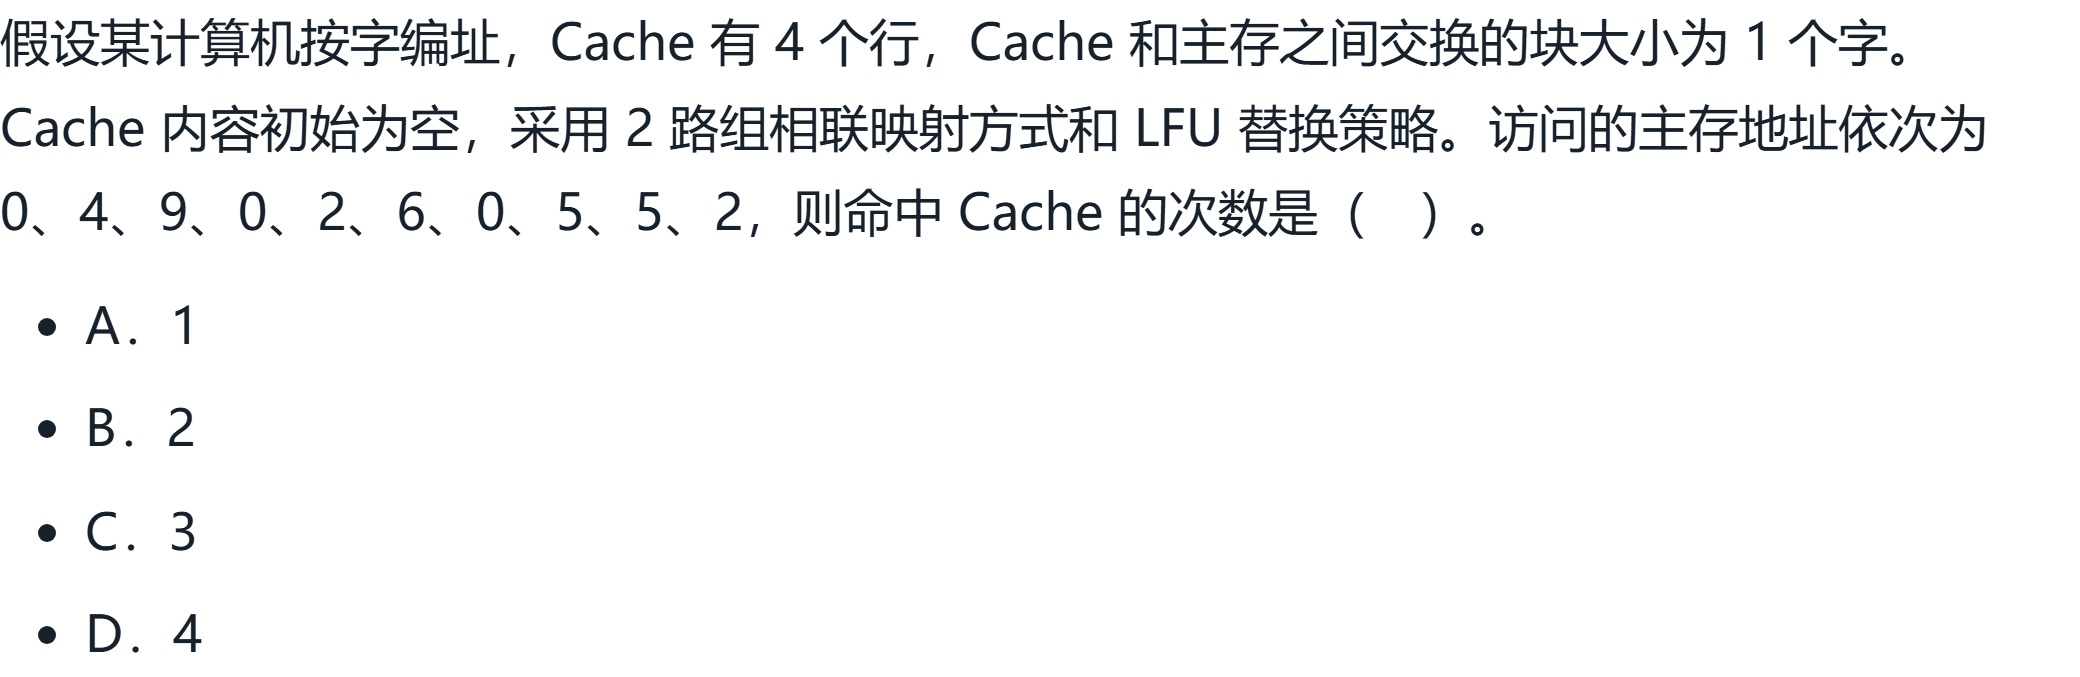 假设某计算机按字编址，Cache 有 4 个行，Cache 和主存之间交换的块大小为 1 个字。
Cache 内容初始为空，采用 2 路组相联映射方式和 LFU 替换策略。访问的主存地址依次为
0、4、9、0、2、6、0、5、5、2，则命中 Cache 的次数是（　）。
• A．1
• B．2
• C．3
• D．4